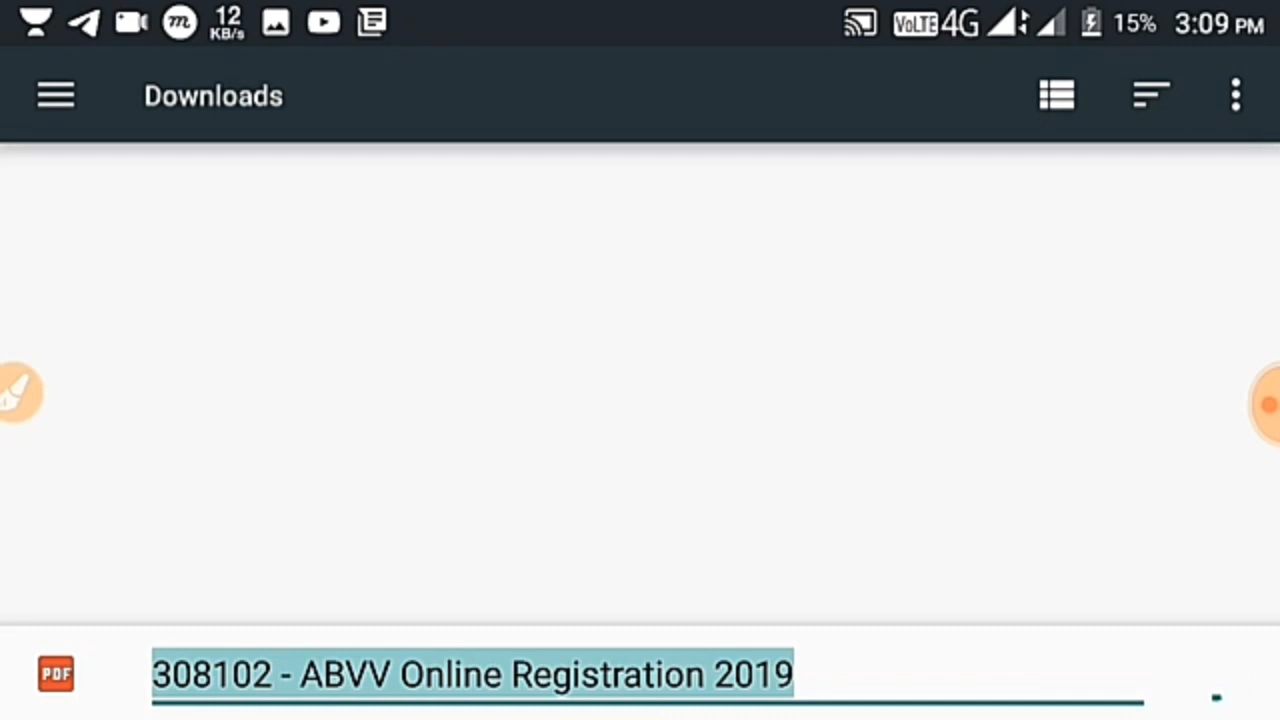 m 12 KB/s VoLTE 4G 15% 3:09 PM
Downloads
PDF 308102 - ABVV Online Registration 2019